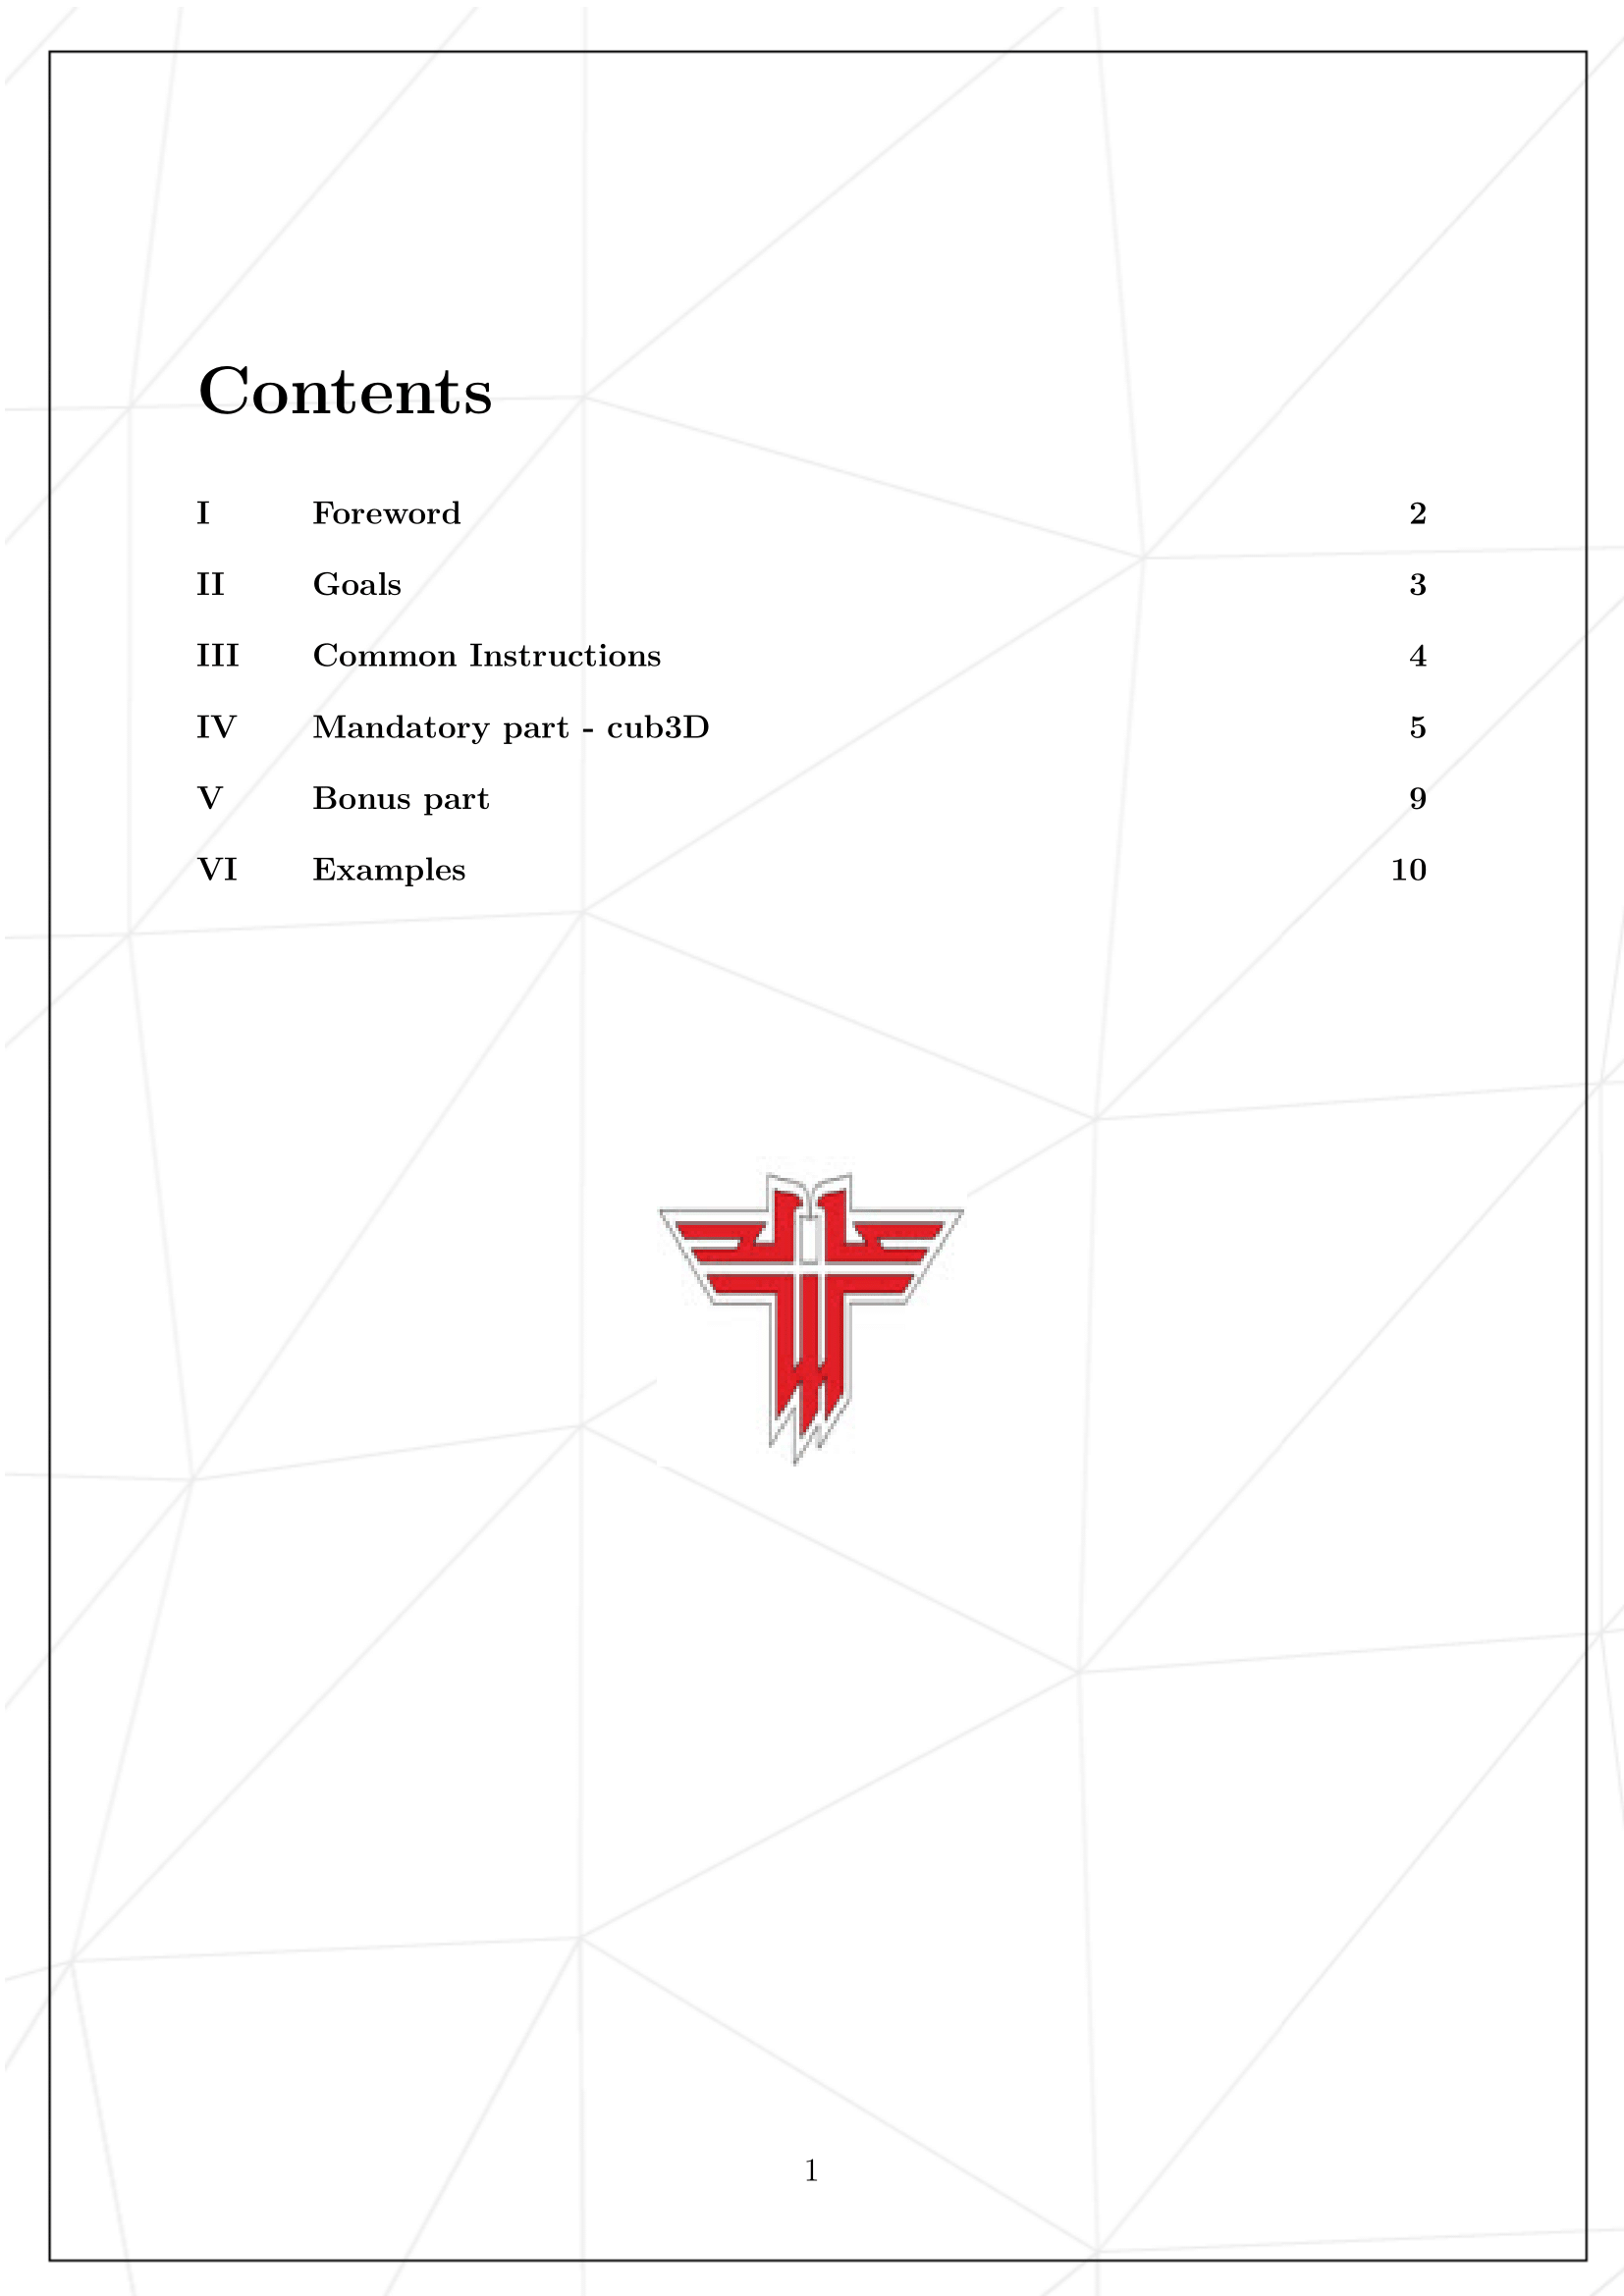 Contents
I Foreword 2
II Goals 3
III Common Instructions 4
IV Mandatory part - cub3D 5
V Bonus part 9
VI Examples 10
1